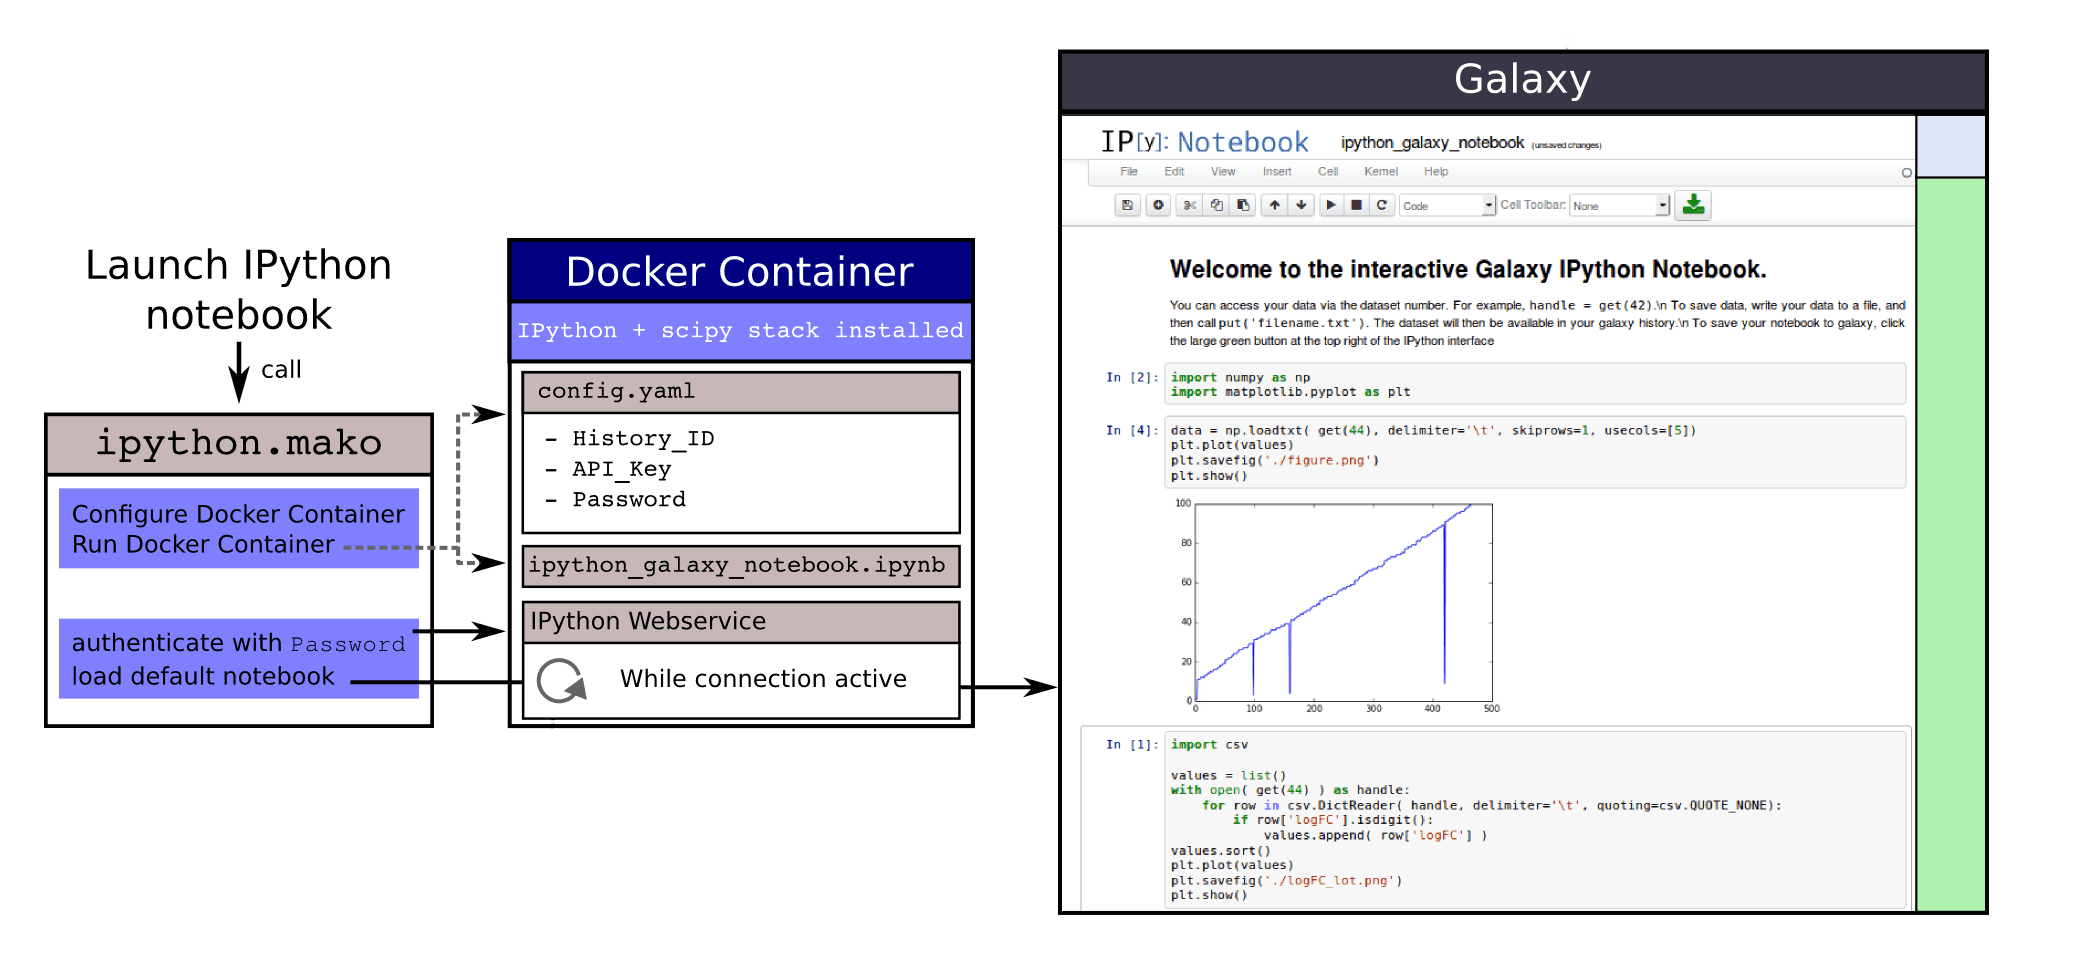 Launch IPython
notebook
call
ipython.mako
Configure Docker Container
Run Docker Container
authenticate with Password
load default notebook
Docker Container
IPython + scipy stack installed
config.yaml
- History_ID
- API_Key
- Password
ipython_galaxy_notebook.ipynb
IPython Webservice
While connection active
Galaxy
IP[y]: Notebook ipython_galaxy_notebook (unsaved changes)
File Edit View Insert Cell Kernel Help
Code Cell Toolbar: None
Welcome to the interactive Galaxy IPython Notebook.
You can access your data via the dataset number. For example, handle = get(42).\n To save data, write your data to a file, and
then call put('filename.txt'). The dataset will then be available in your galaxy history.\n To save your notebook to galaxy, click
the large green button at the top right of the IPython interface
In [2]: import numpy as np
import matplotlib.pyplot as plt
In [4]: data = np.loadtxt( get(44), delimiter='\t', skiprows=1, usecols=[5])
plt.plot(values)
plt.savefig('./figure.png')
plt.show()
100
80
60
40
20
0
0 100 200 300 400 500
In [1]: import csv
values = list()
with open( get(44) ) as handle:
for row in csv.DictReader( handle, delimiter='\t', quoting=csv.QUOTE_NONE):
if row['logFC'].isdigit():
values.append( row['logFC'] )
values.sort()
plt.plot(values)
plt.savefig('./logFC_lot.png')
plt.show()